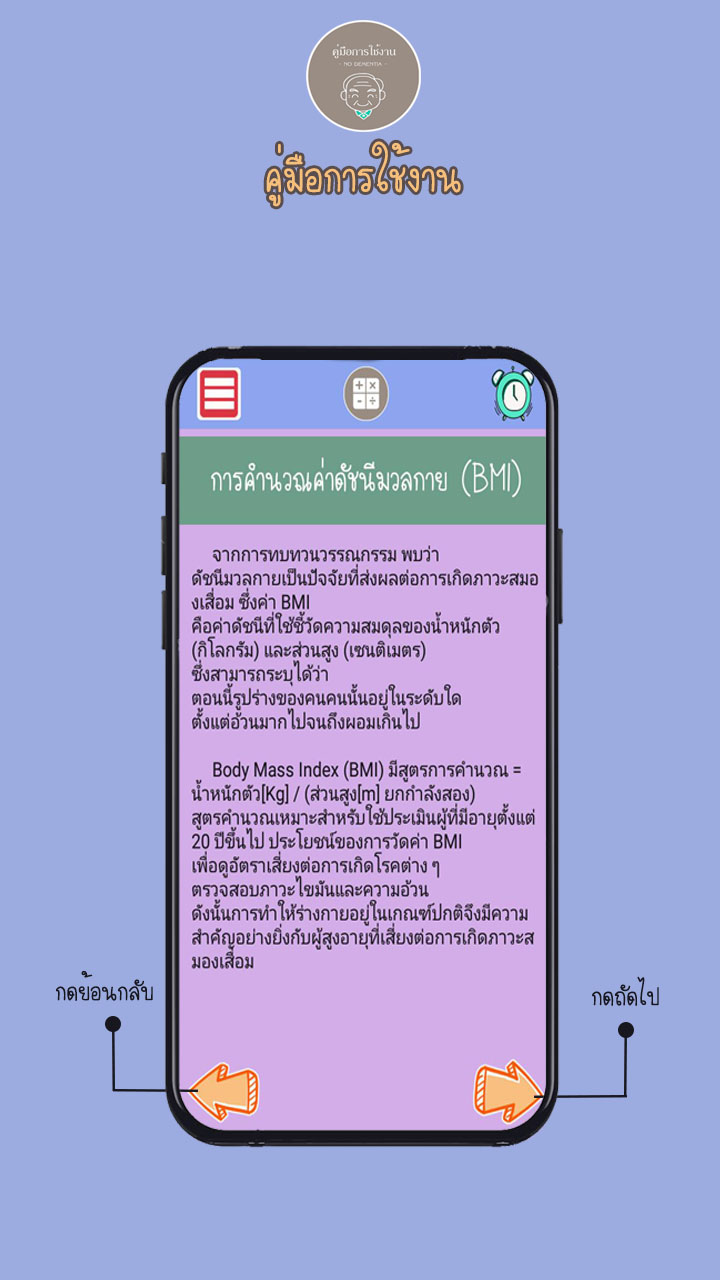 คู่มือการใช้งาน
- NO DEMENTIA -
คู่มือการใช้งาน
การคำนวณค่าดัชนีมวลกาย (BMI)
จากการทบทวนวรรณกรรม พบว่า
ดัชนีมวลกายเป็นปัจจัยที่ส่งผลต่อการเกิดภาวะสมอ
งเสื่อม ซึ่งค่า BMI
คือค่าดัชนีที่ใช้ชี้วัดความสมดุลของน้ำหนักตัว
(กิโลกรัม) และส่วนสูง (เซนติเมตร)
ซึ่งสามารถระบุได้ว่า
ตอนนี้รูปร่างของคนคนนั้นอยู่ในระดับใด
ตั้งแต่อ้วนมากไปจนถึงผอมเกินไป
Body Mass Index (BMI) มีสูตรการคำนวณ =
น้ำหนักตัว[Kg] / (ส่วนสูง[m] ยกกำลังสอง)
สูตรคำนวณเหมาะสำหรับใช้ประเมินผู้ที่มีอายุตั้งแต่
20 ปีขึ้นไป ประโยชน์ของการวัดค่า BMI
เพื่อดูอัตราเสี่ยงต่อการเกิดโรคต่าง ๆ
ตรวจสอบภาวะไขมันและความอ้วน
ดังนั้นการทำให้ร่างกายอยู่ในเกณฑ์ปกติจึงมีความ
สำคัญอย่างยิ่งกับผู้สูงอายุที่เสี่ยงต่อการเกิดภาวะส
มองเสื่อม
กดย้อนกลับ
กดถัดไป